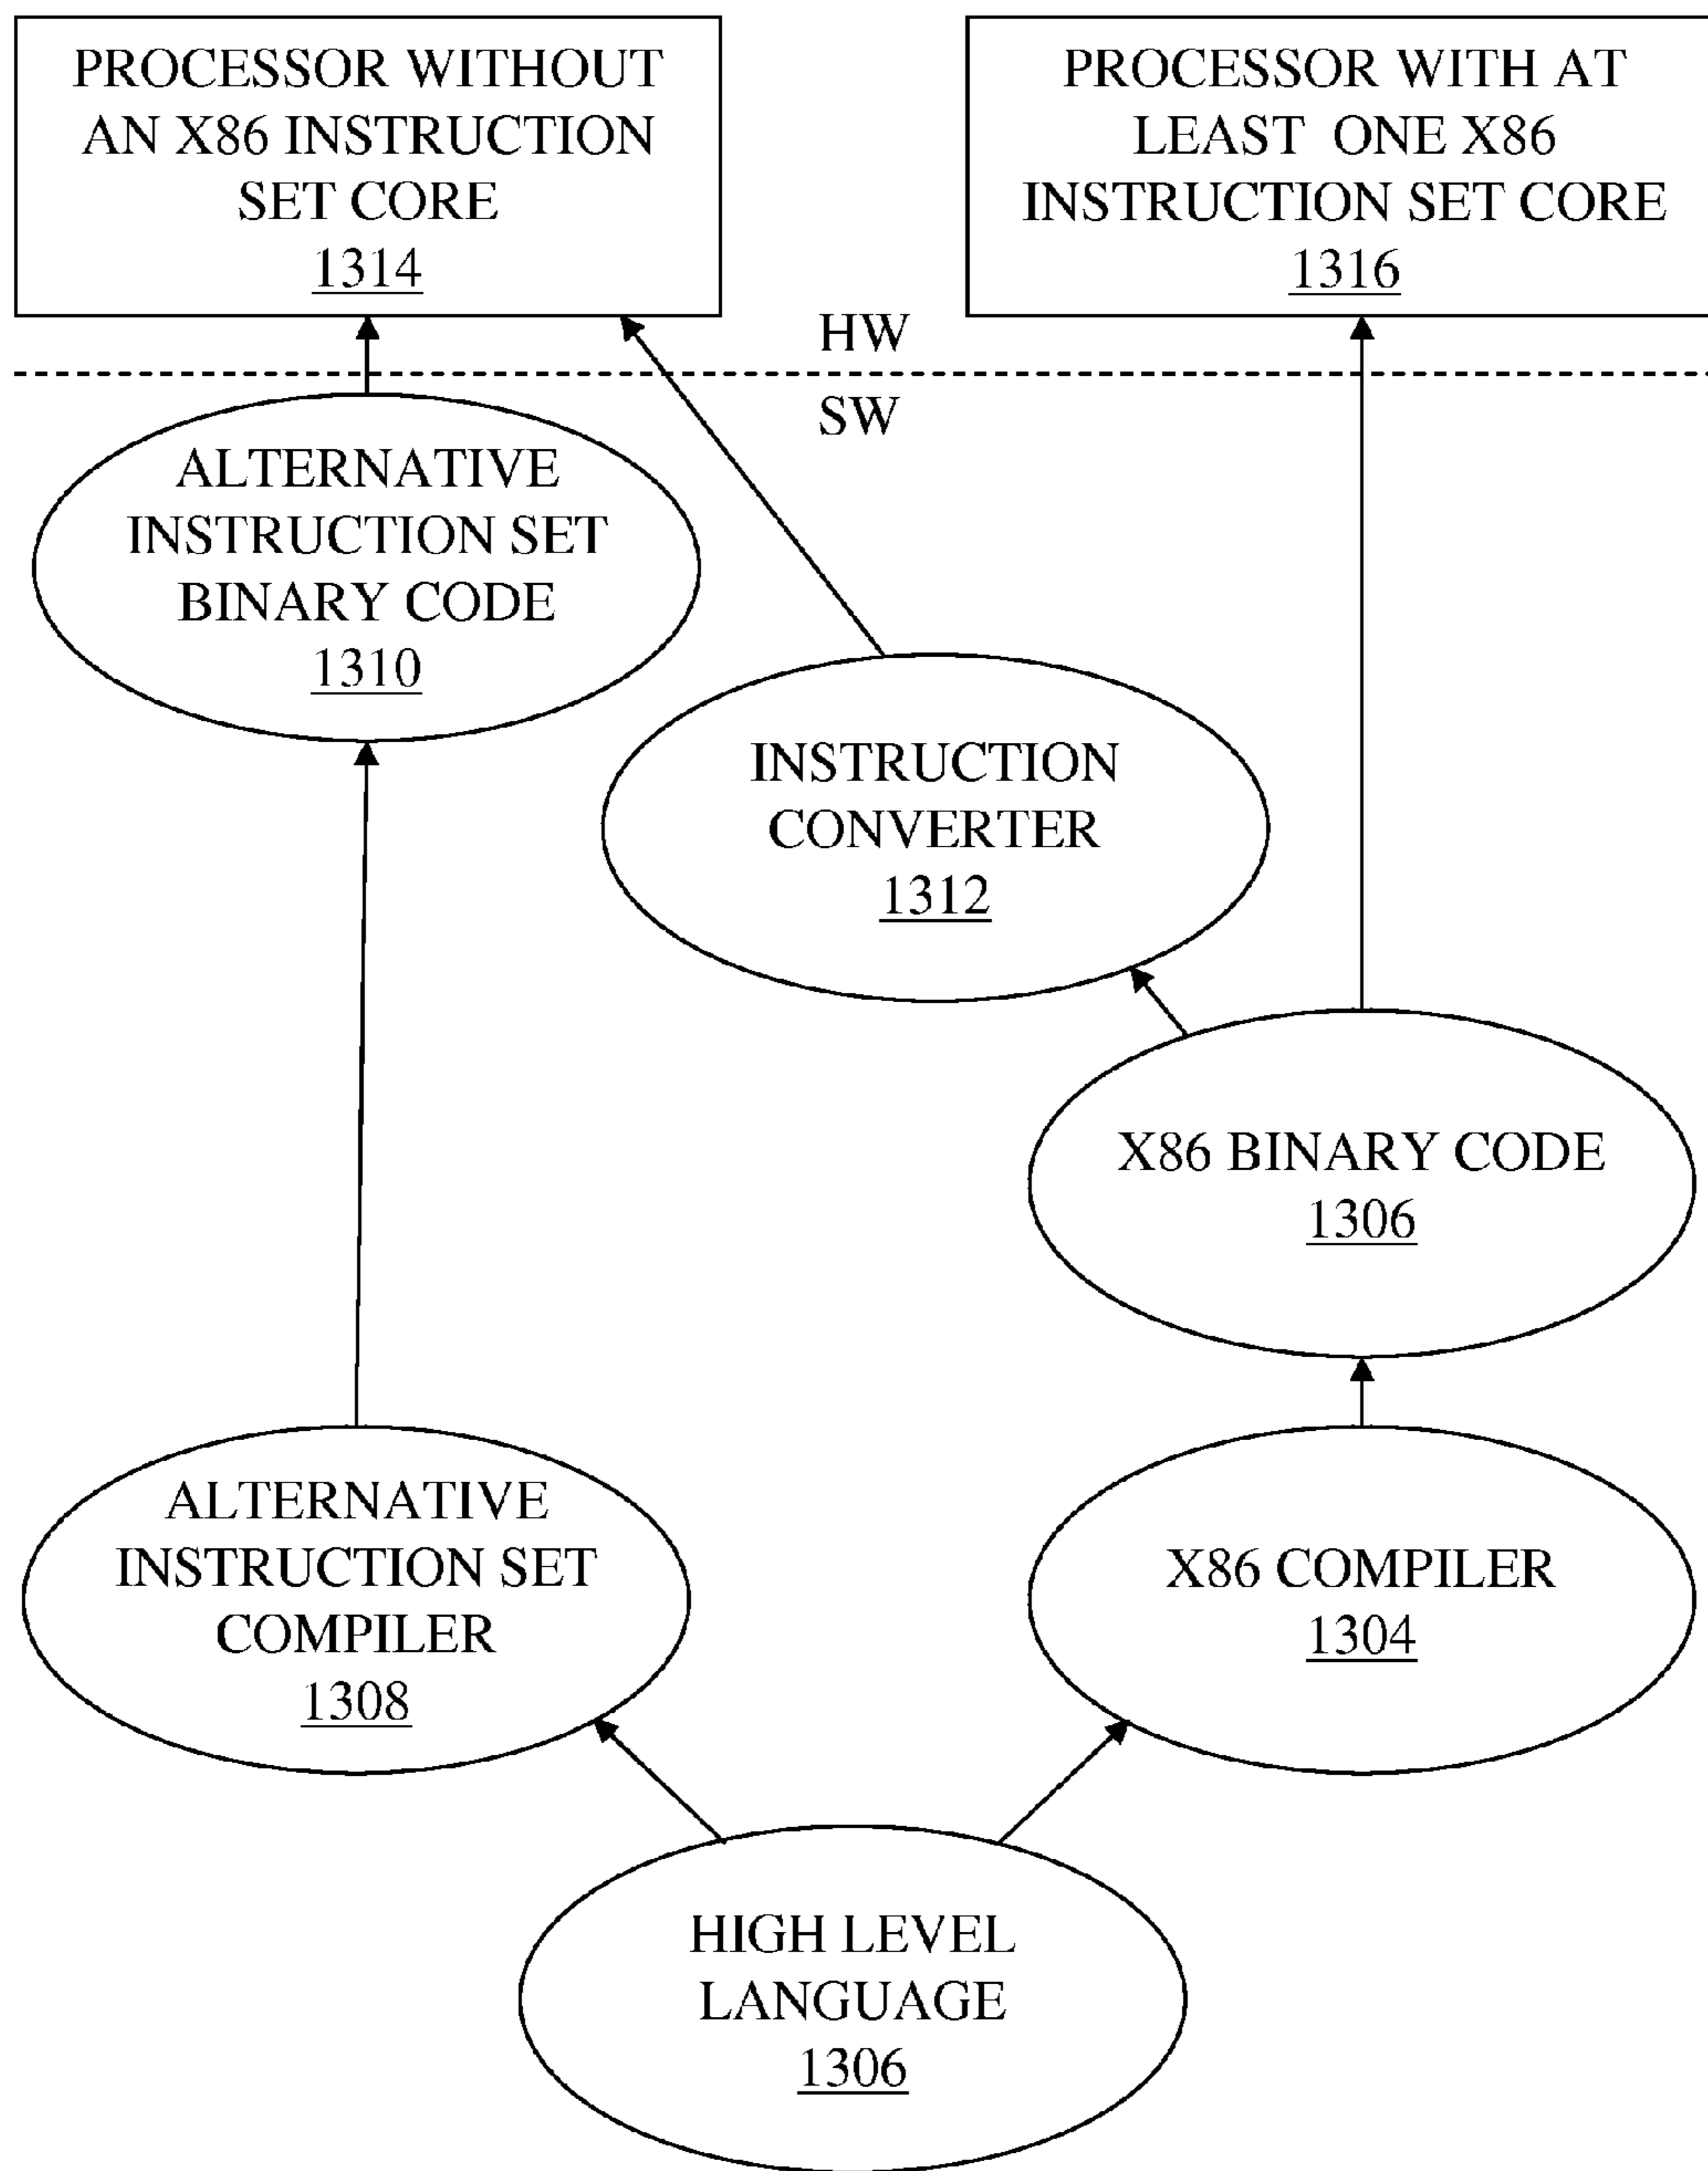 PROCESSOR WITHOUT
AN X86 INSTRUCTION
SET CORE
1314
PROCESSOR WITH AT
LEAST ONE X86
INSTRUCTION SET CORE
1316
HW
SW
ALTERNATIVE
INSTRUCTION SET
BINARY CODE
1310
INSTRUCTION
CONVERTER
1312
X86 BINARY CODE
1306
ALTERNATIVE
INSTRUCTION SET
COMPILER
1308
X86 COMPILER
1304
HIGH LEVEL
LANGUAGE
1306